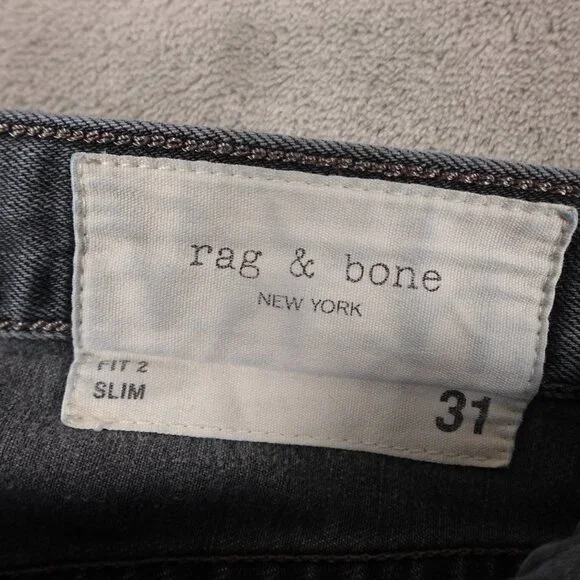 rag & bone
NEW YORK
FIT 2
SLIM
31